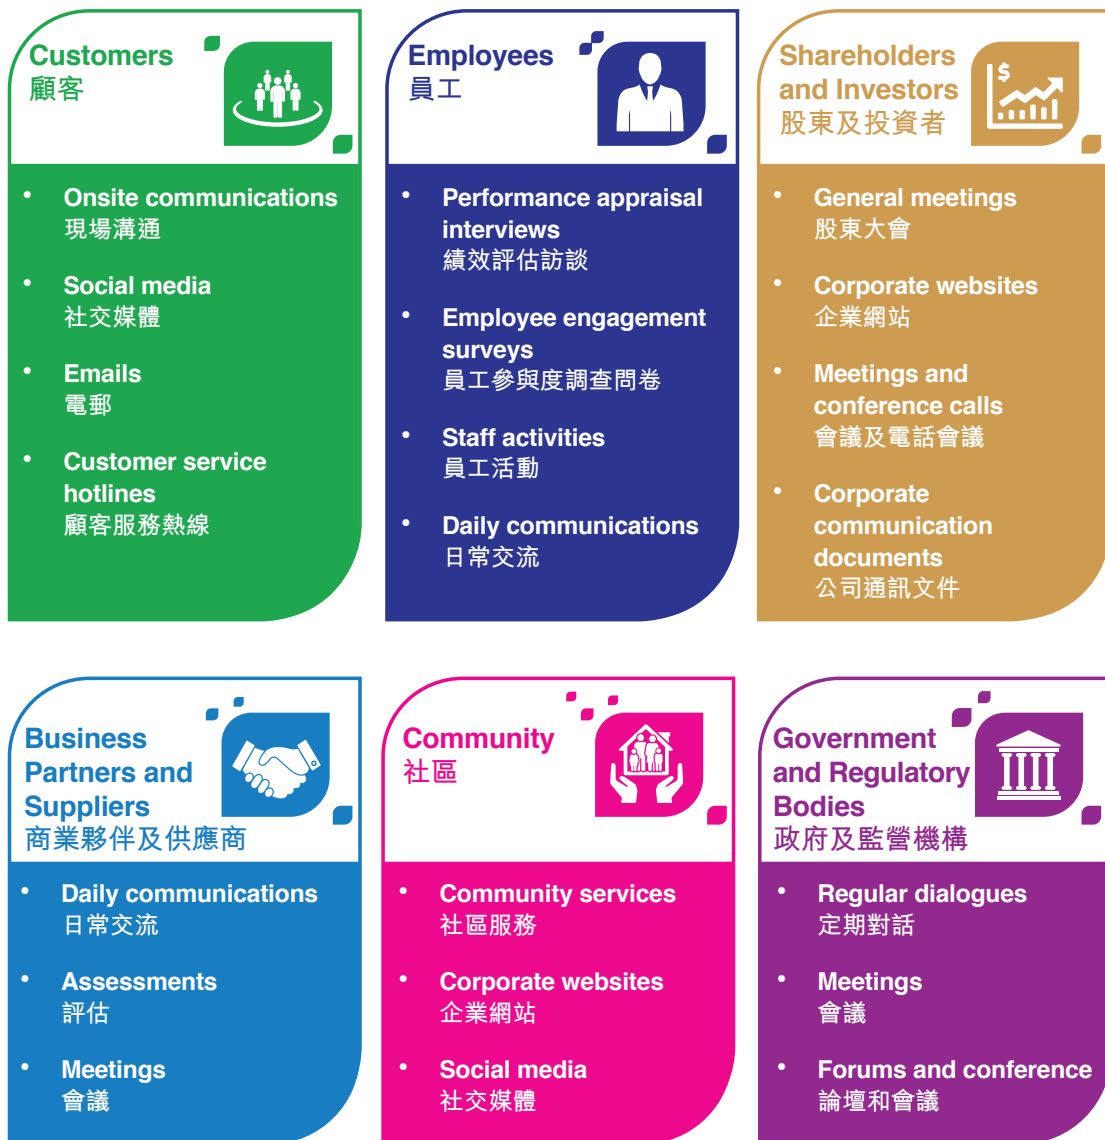 Customers
顧客
• Onsite communications
現場溝通
• Social media
社交媒體
• Emails
電郵
• Customer service
hotlines
顧客服務熱線
Employees
員工
• Performance appraisal
interviews
績效評估訪談
• Employee engagement
surveys
員工參與度調查問卷
• Staff activities
員工活動
• Daily communications
日常交流
Shareholders
and Investors
股東及投資者
$
• General meetings
股東大會
• Corporate websites
企業網站
• Meetings and
conference calls
會議及電話會議
• Corporate
communication
documents
公司通訊文件
Business
Partners and
Suppliers
商業夥伴及供應商
• Daily communications
日常交流
• Assessments
評估
• Meetings
會議
Community
社區
• Community services
社區服務
• Corporate websites
企業網站
• Social media
社交媒體
Government
and Regulatory
Bodies
政府及監營機構
• Regular dialogues
定期對話
• Meetings
會議
• Forums and conference
論壇和會議